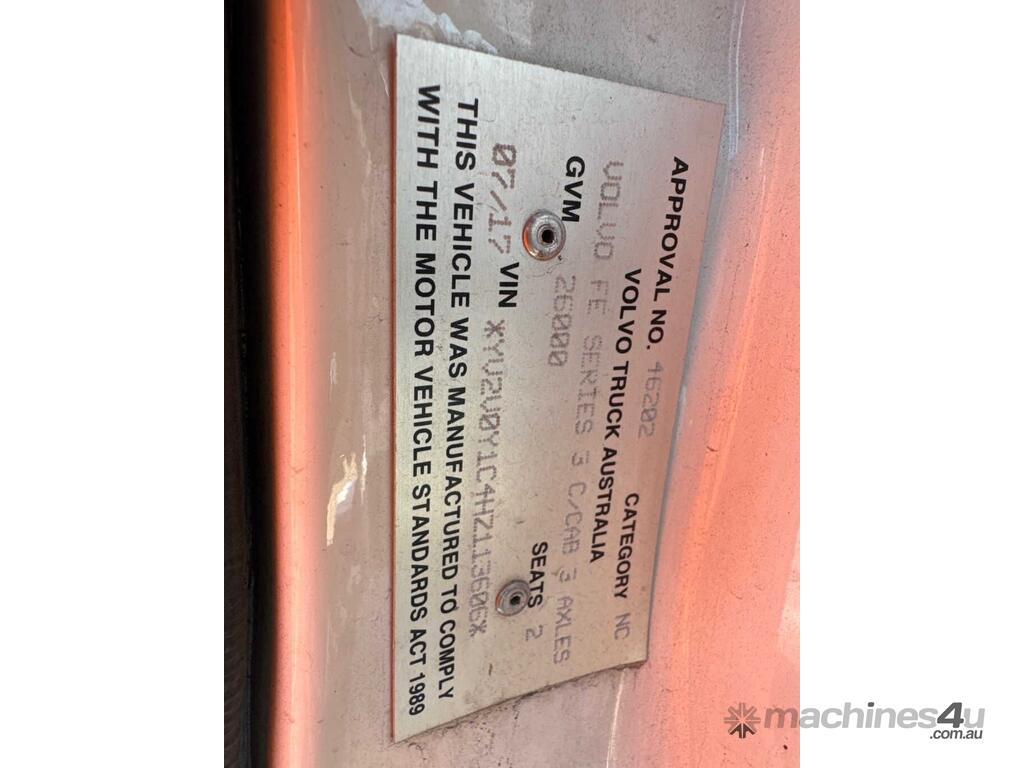 APPROVAL NO. 46202 CATEGORY NC
VOLVO TRUCK AUSTRALIA
VOLVO FE SERIES 3 C/CAB 3 AXLES
GVM 26000 SEATS 2
07/17 VIN *YV2V0Y1C4HZ113606*
THIS VEHICLE WAS MANUFACTURED TO COMPLY
WITH THE MOTOR VEHICLE STANDARDS ACT 1989
machines4u
.com.au